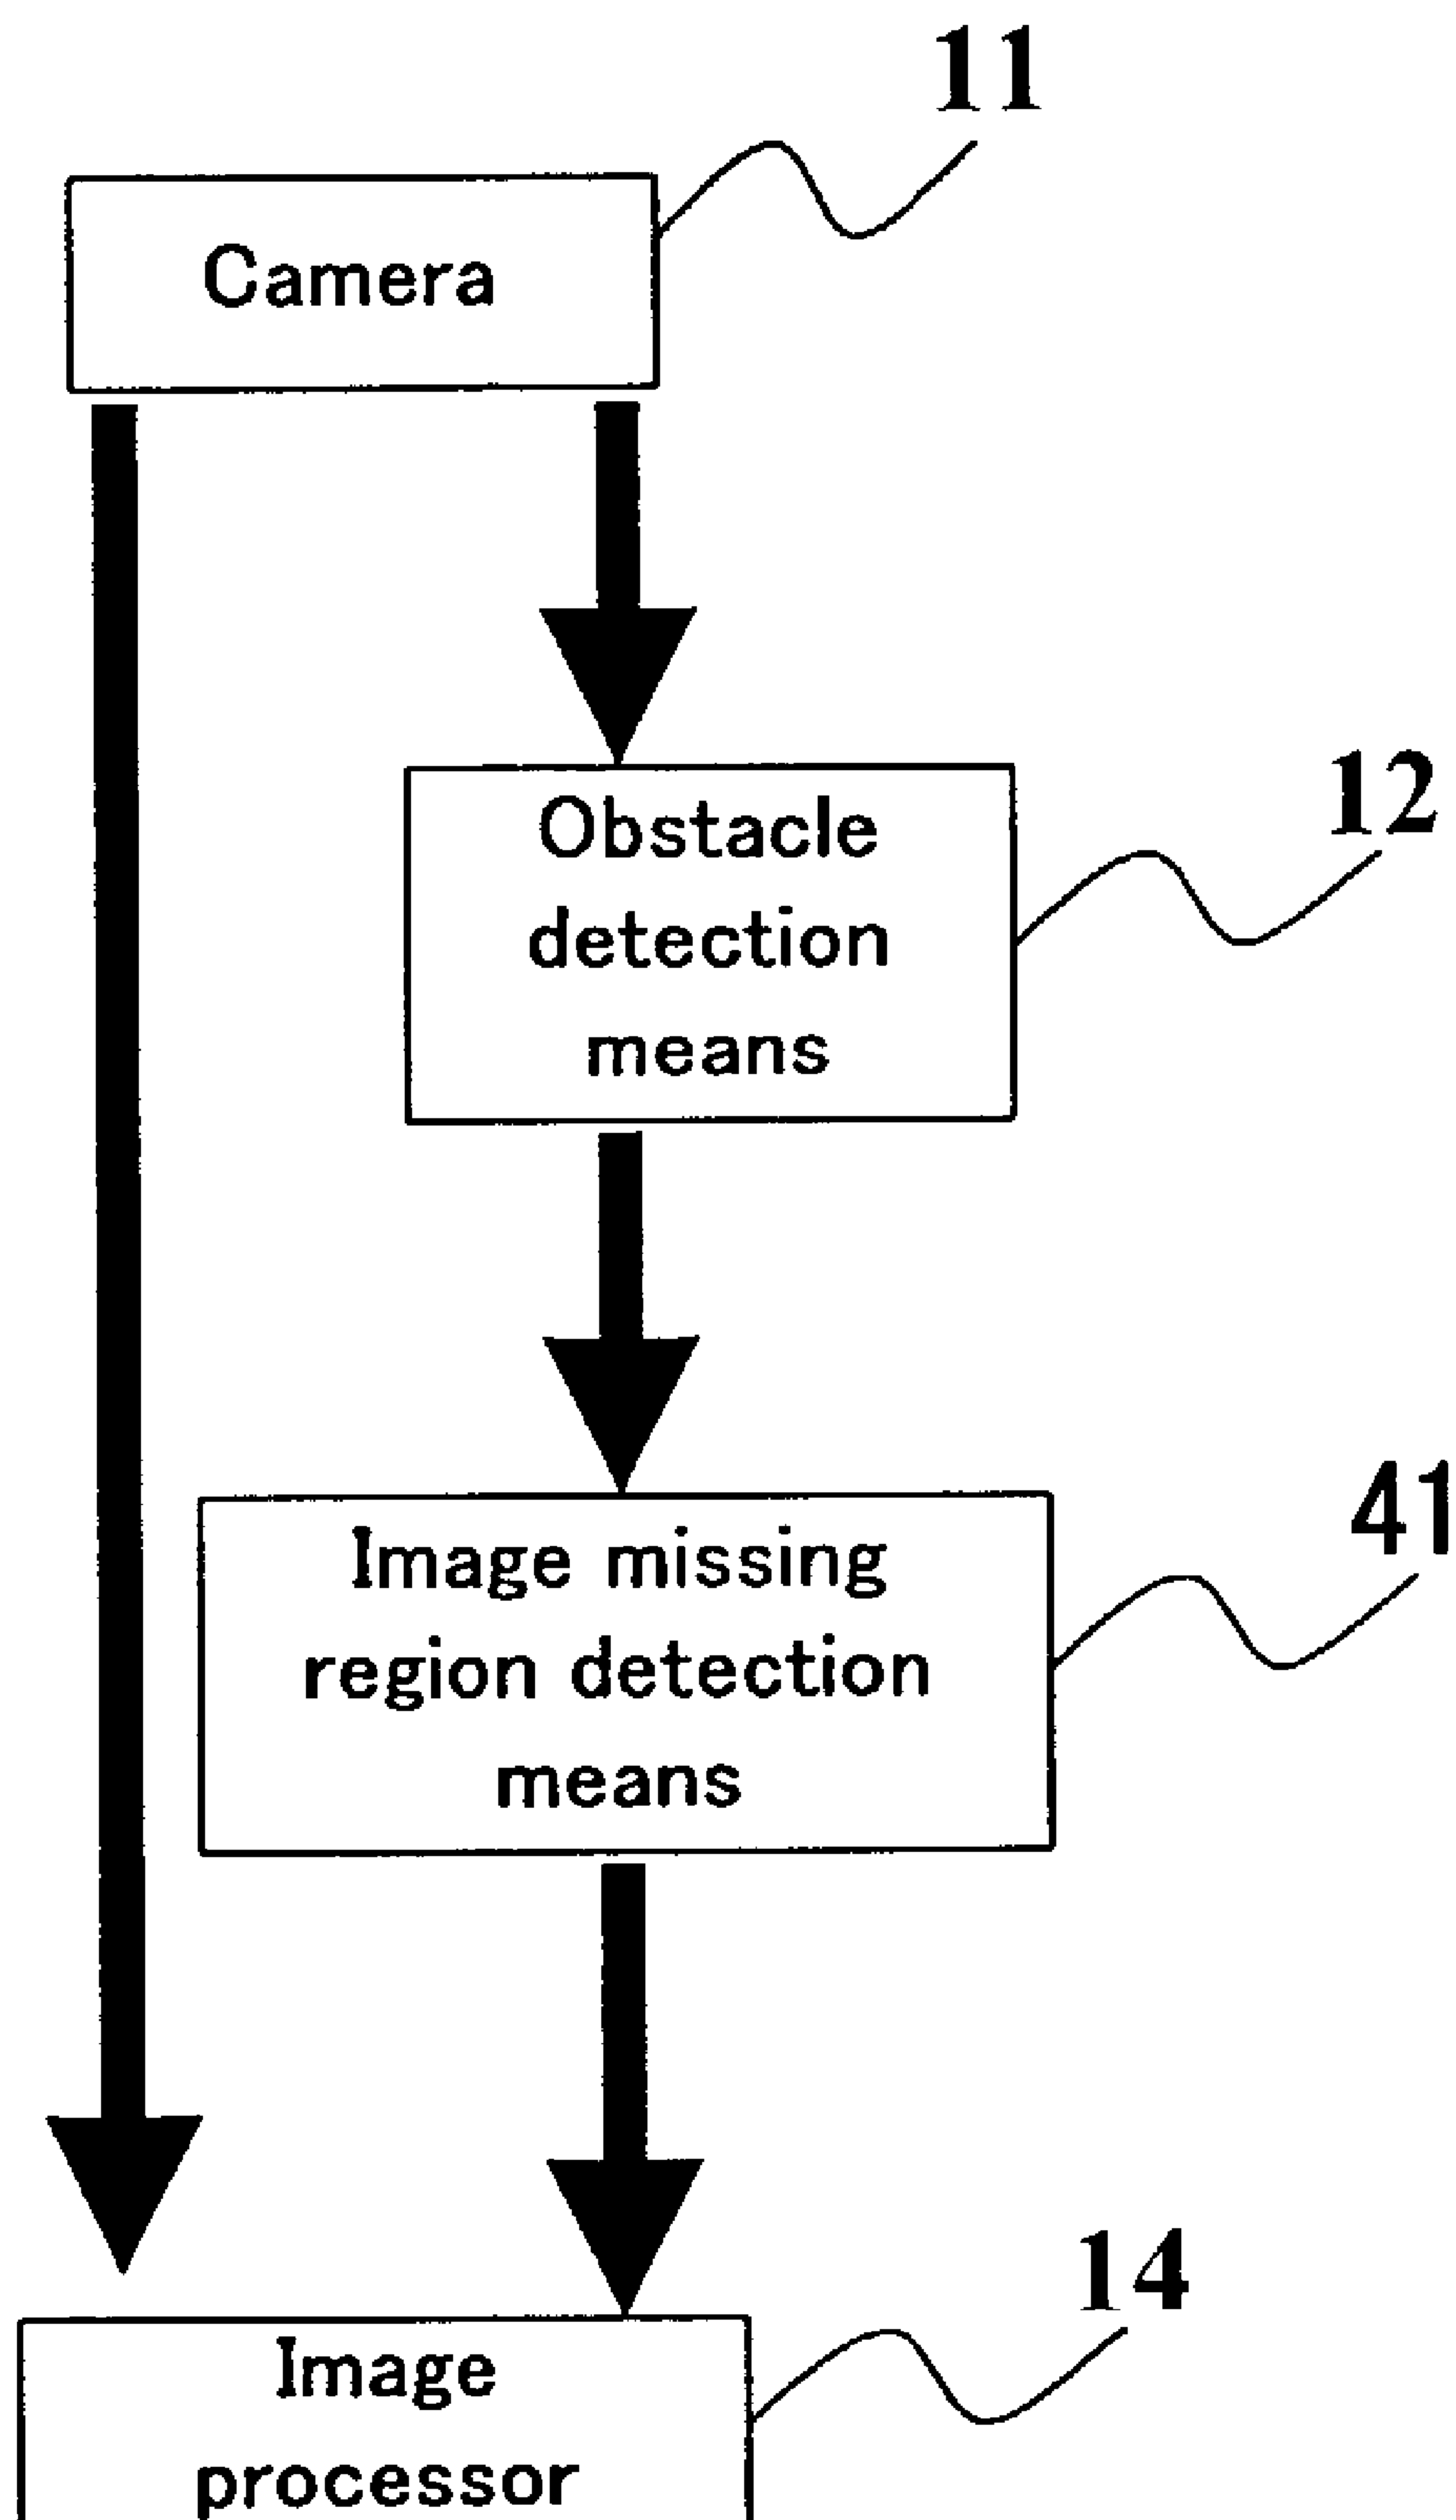 11
Camera
12
Obstacle
detection
means
41
Image missing
region detection
means
14
Image
processor